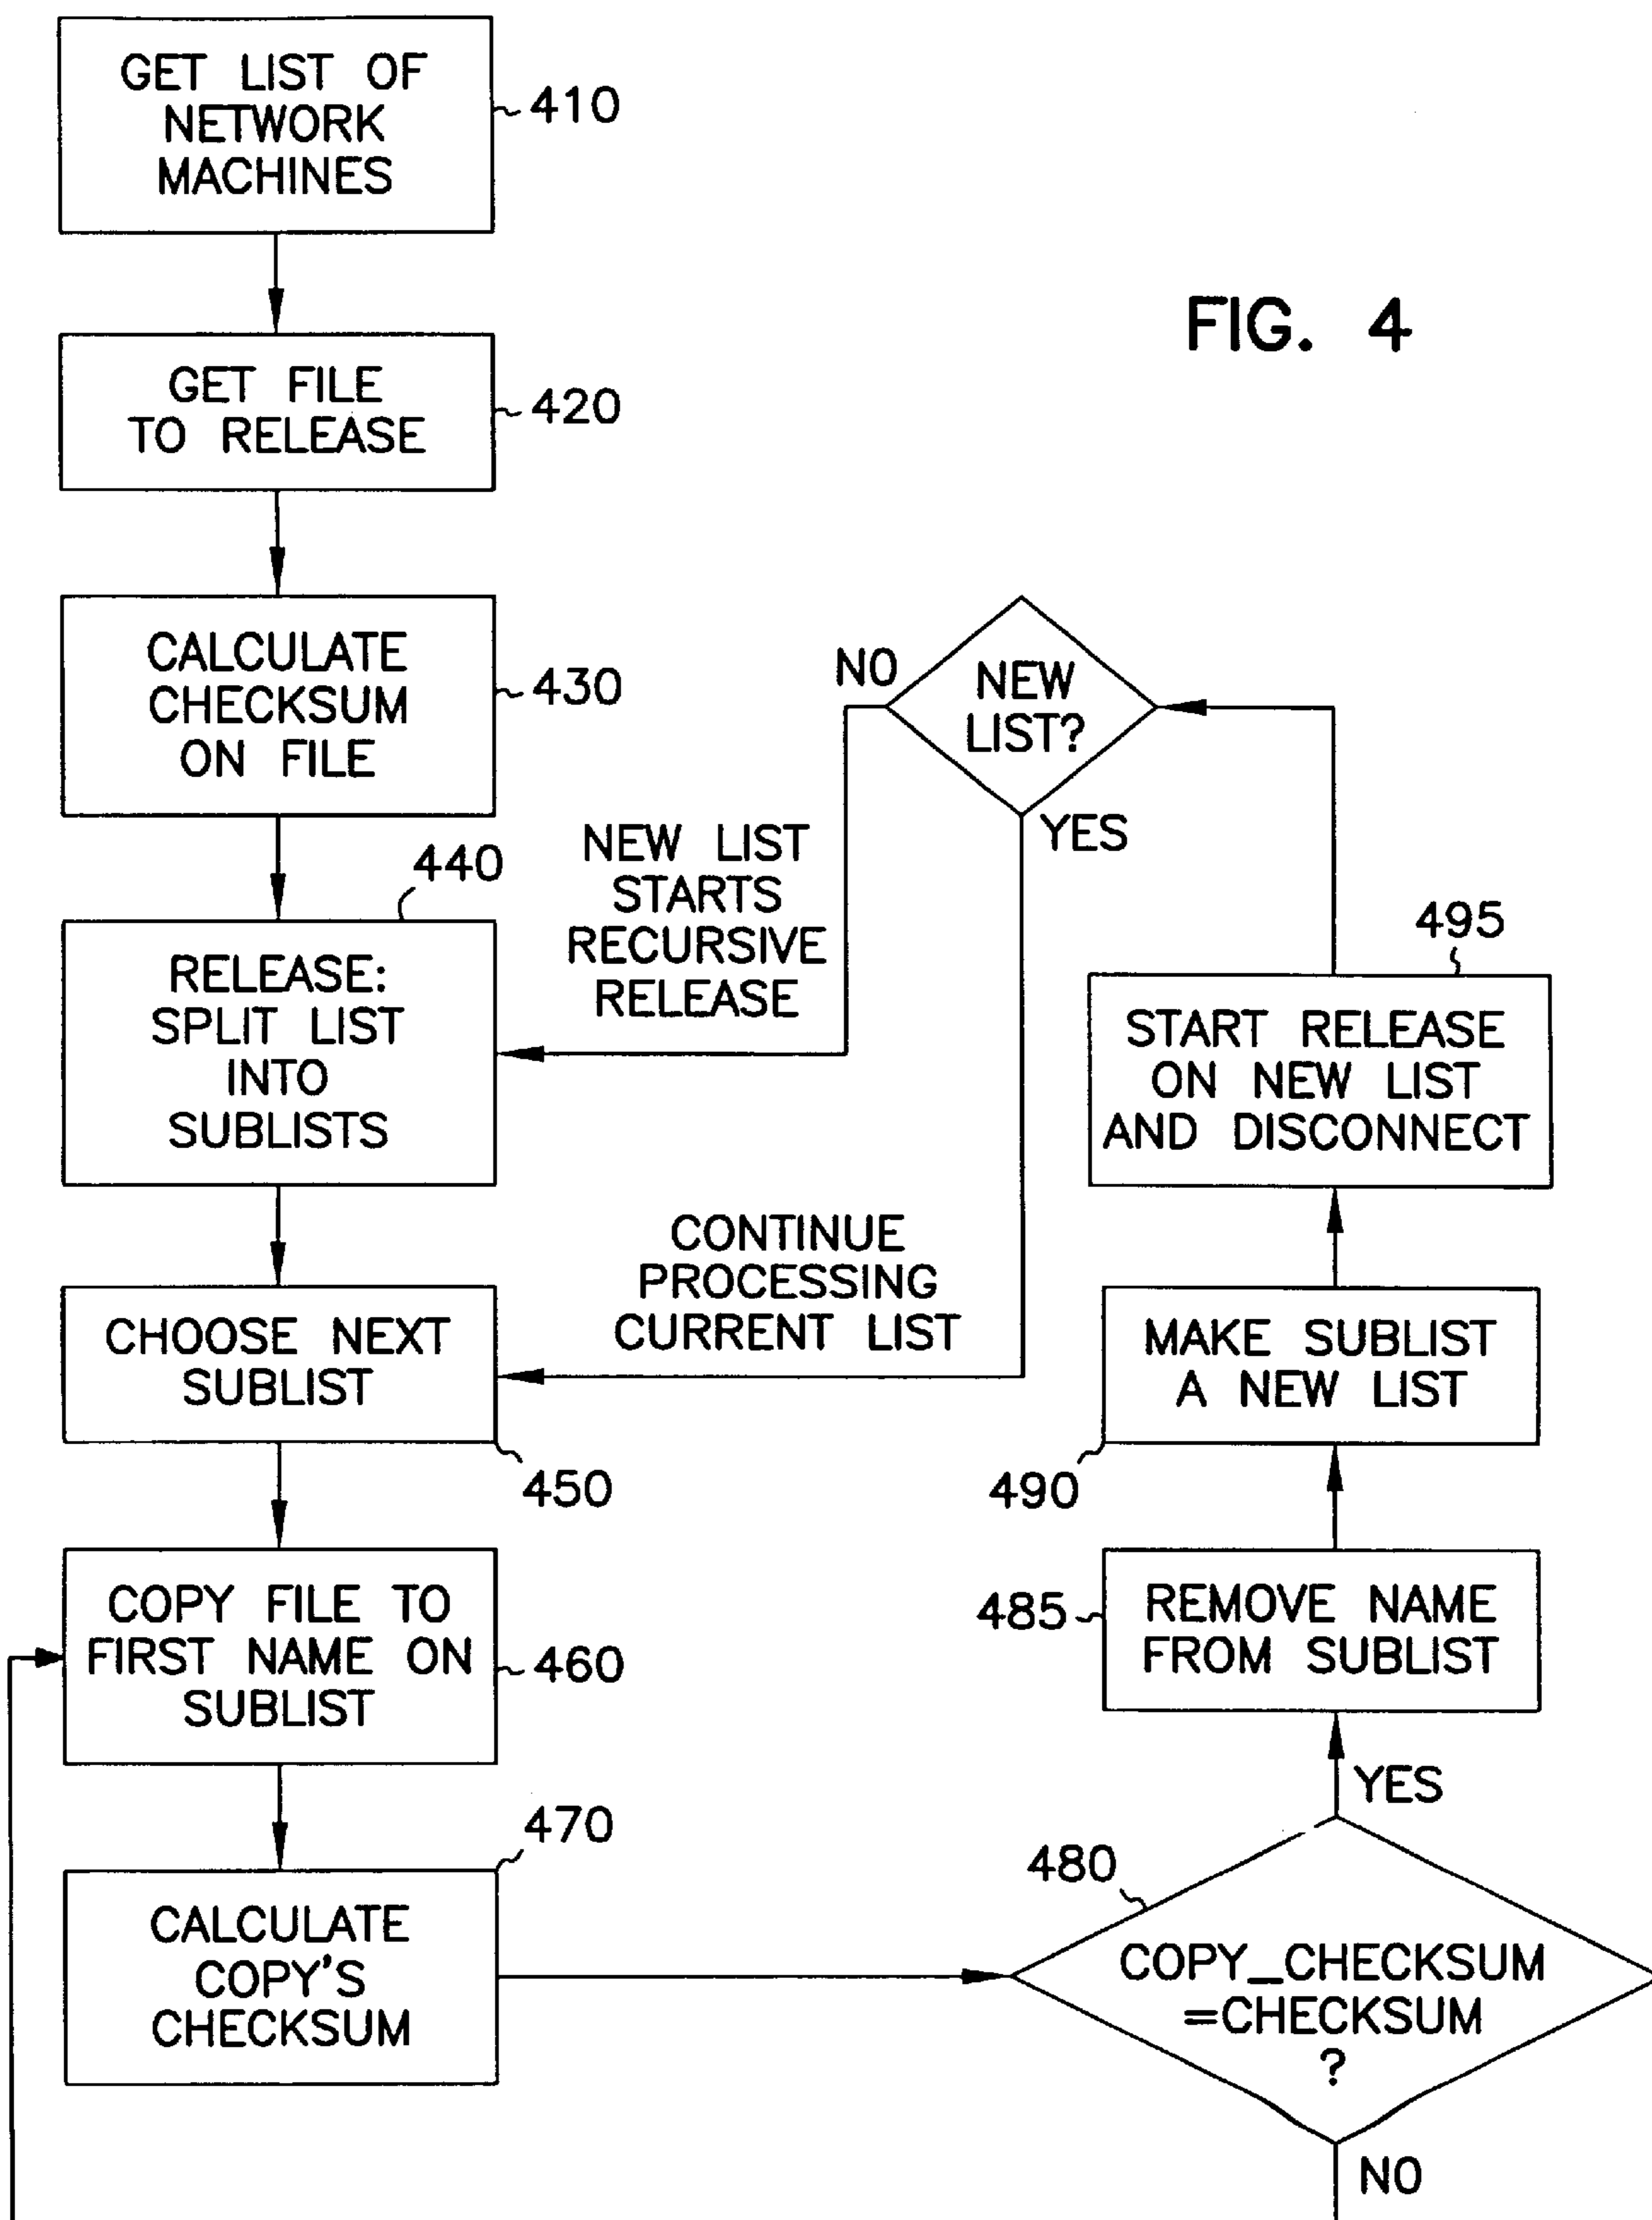 GET LIST OF
NETWORK
MACHINES
410
FIG. 4
GET FILE
TO RELEASE
420
CALCULATE
CHECKSUM
ON FILE
430
NO
NEW
LIST?
YES
NEW LIST
STARTS
RECURSIVE
RELEASE
440
RELEASE:
SPLIT LIST
INTO
SUBLISTS
495
START RELEASE
ON NEW LIST
AND DISCONNECT
CONTINUE
PROCESSING
CURRENT LIST
CHOOSE NEXT
SUBLIST
450
MAKE SUBLIST
A NEW LIST
490
COPY FILE TO
FIRST NAME ON
SUBLIST
460
485
REMOVE NAME
FROM SUBLIST
YES
470
CALCULATE
COPY'S
CHECKSUM
480
COPY_CHECKSUM
=CHECKSUM
?
NO